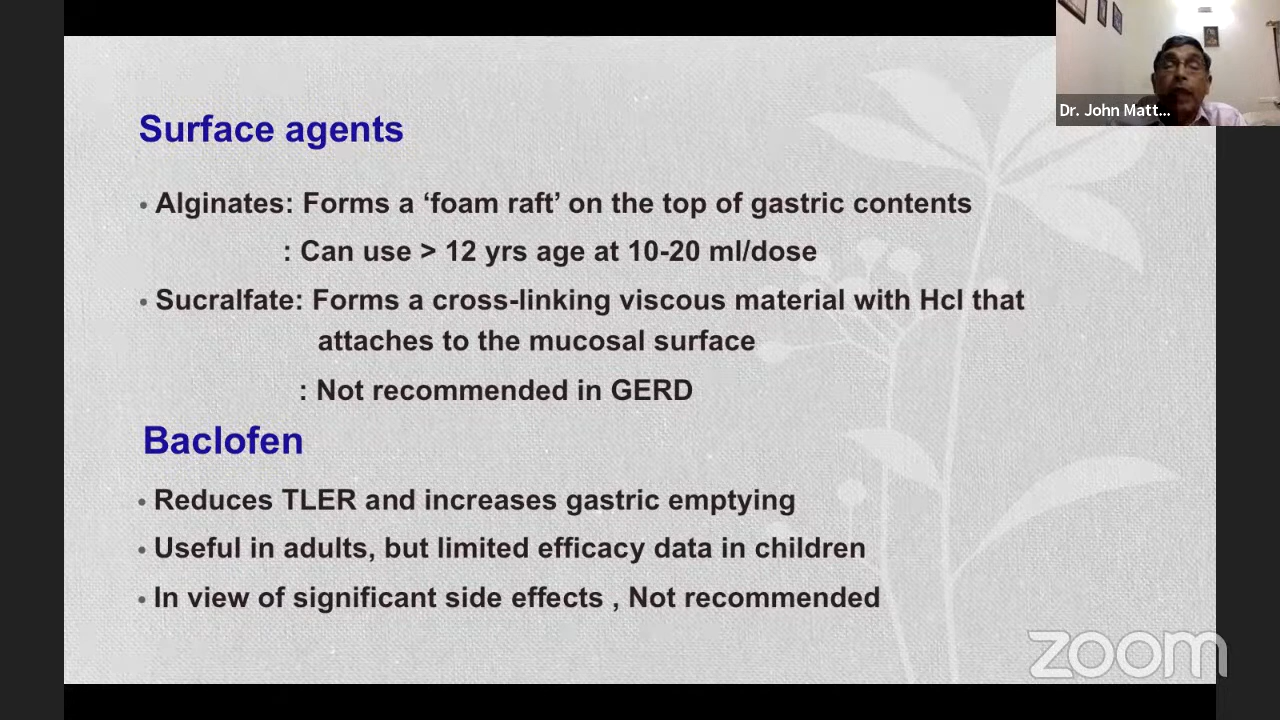 Dr. John Matt...
Surface agents
• Alginates: Forms a ‘foam raft’ on the top of gastric contents
: Can use > 12 yrs age at 10-20 ml/dose
• Sucralfate: Forms a cross-linking viscous material with Hcl that
attaches to the mucosal surface
: Not recommended in GERD
Baclofen
• Reduces TLER and increases gastric emptying
• Useful in adults, but limited efficacy data in children
• In view of significant side effects , Not recommended
zoom